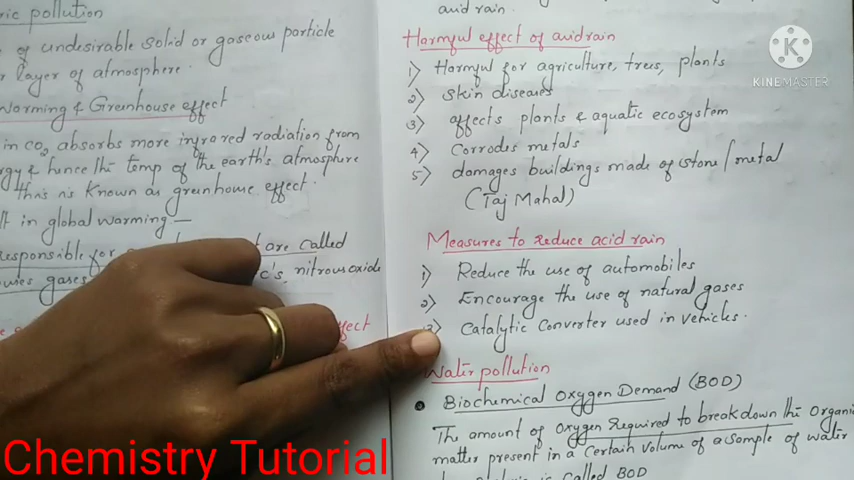 ric pollution
of undesirable solid or gaseous particle
layer of atmosphere.
Warming & Greenhouse effect
in CO2 absorbs more infrared radiation from
rgy & hence the temp of the earth's atmosphere
this is known as greenhouse effect.
lt in global warming —
responsible for are called
ouses gases c's, nitrous oxide
ffect
acid rain.
Harmful effect of acid rain
1) Harmful for agriculture, trees, plants
2) Skin diseases
3) affects plants & aquatic ecosystem
4) Corrodes metals
5) damages buildings made of stone / metal
(Taj Mahal)
Measures to reduce acid rain
1) Reduce the use of automobiles
2) Encourage the use of natural gases
3) Catalytic converter used in vehicles.
Water pollution
Biochemical Oxygen Demand (BOD)
The amount of oxygen required to break down the organi
matter present in a certain volume of a sample of water
is called BOD
KINEMASTER
Chemistry Tutorial